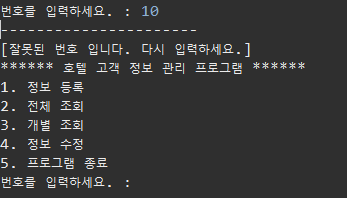 번호를 입력하세요. : 10
----------------------
[잘못된 번호 입니다. 다시 입력하세요.]
****** 호텔 고객 정보 관리 프로그램 ******
1. 정보 등록
2. 전체 조회
3. 개별 조회
4. 정보 수정
5. 프로그램 종료
번호를 입력하세요. :